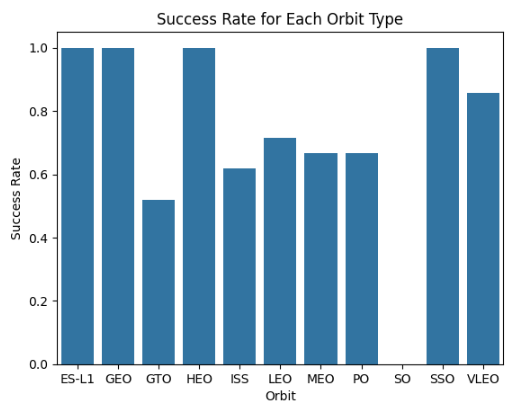 Success Rate for Each Orbit Type
1.0
0.8
0.6
0.4
0.2
0.0
Success Rate
ES-L1 GEO GTO HEO ISS LEO MEO PO SO SSO VLEO
Orbit